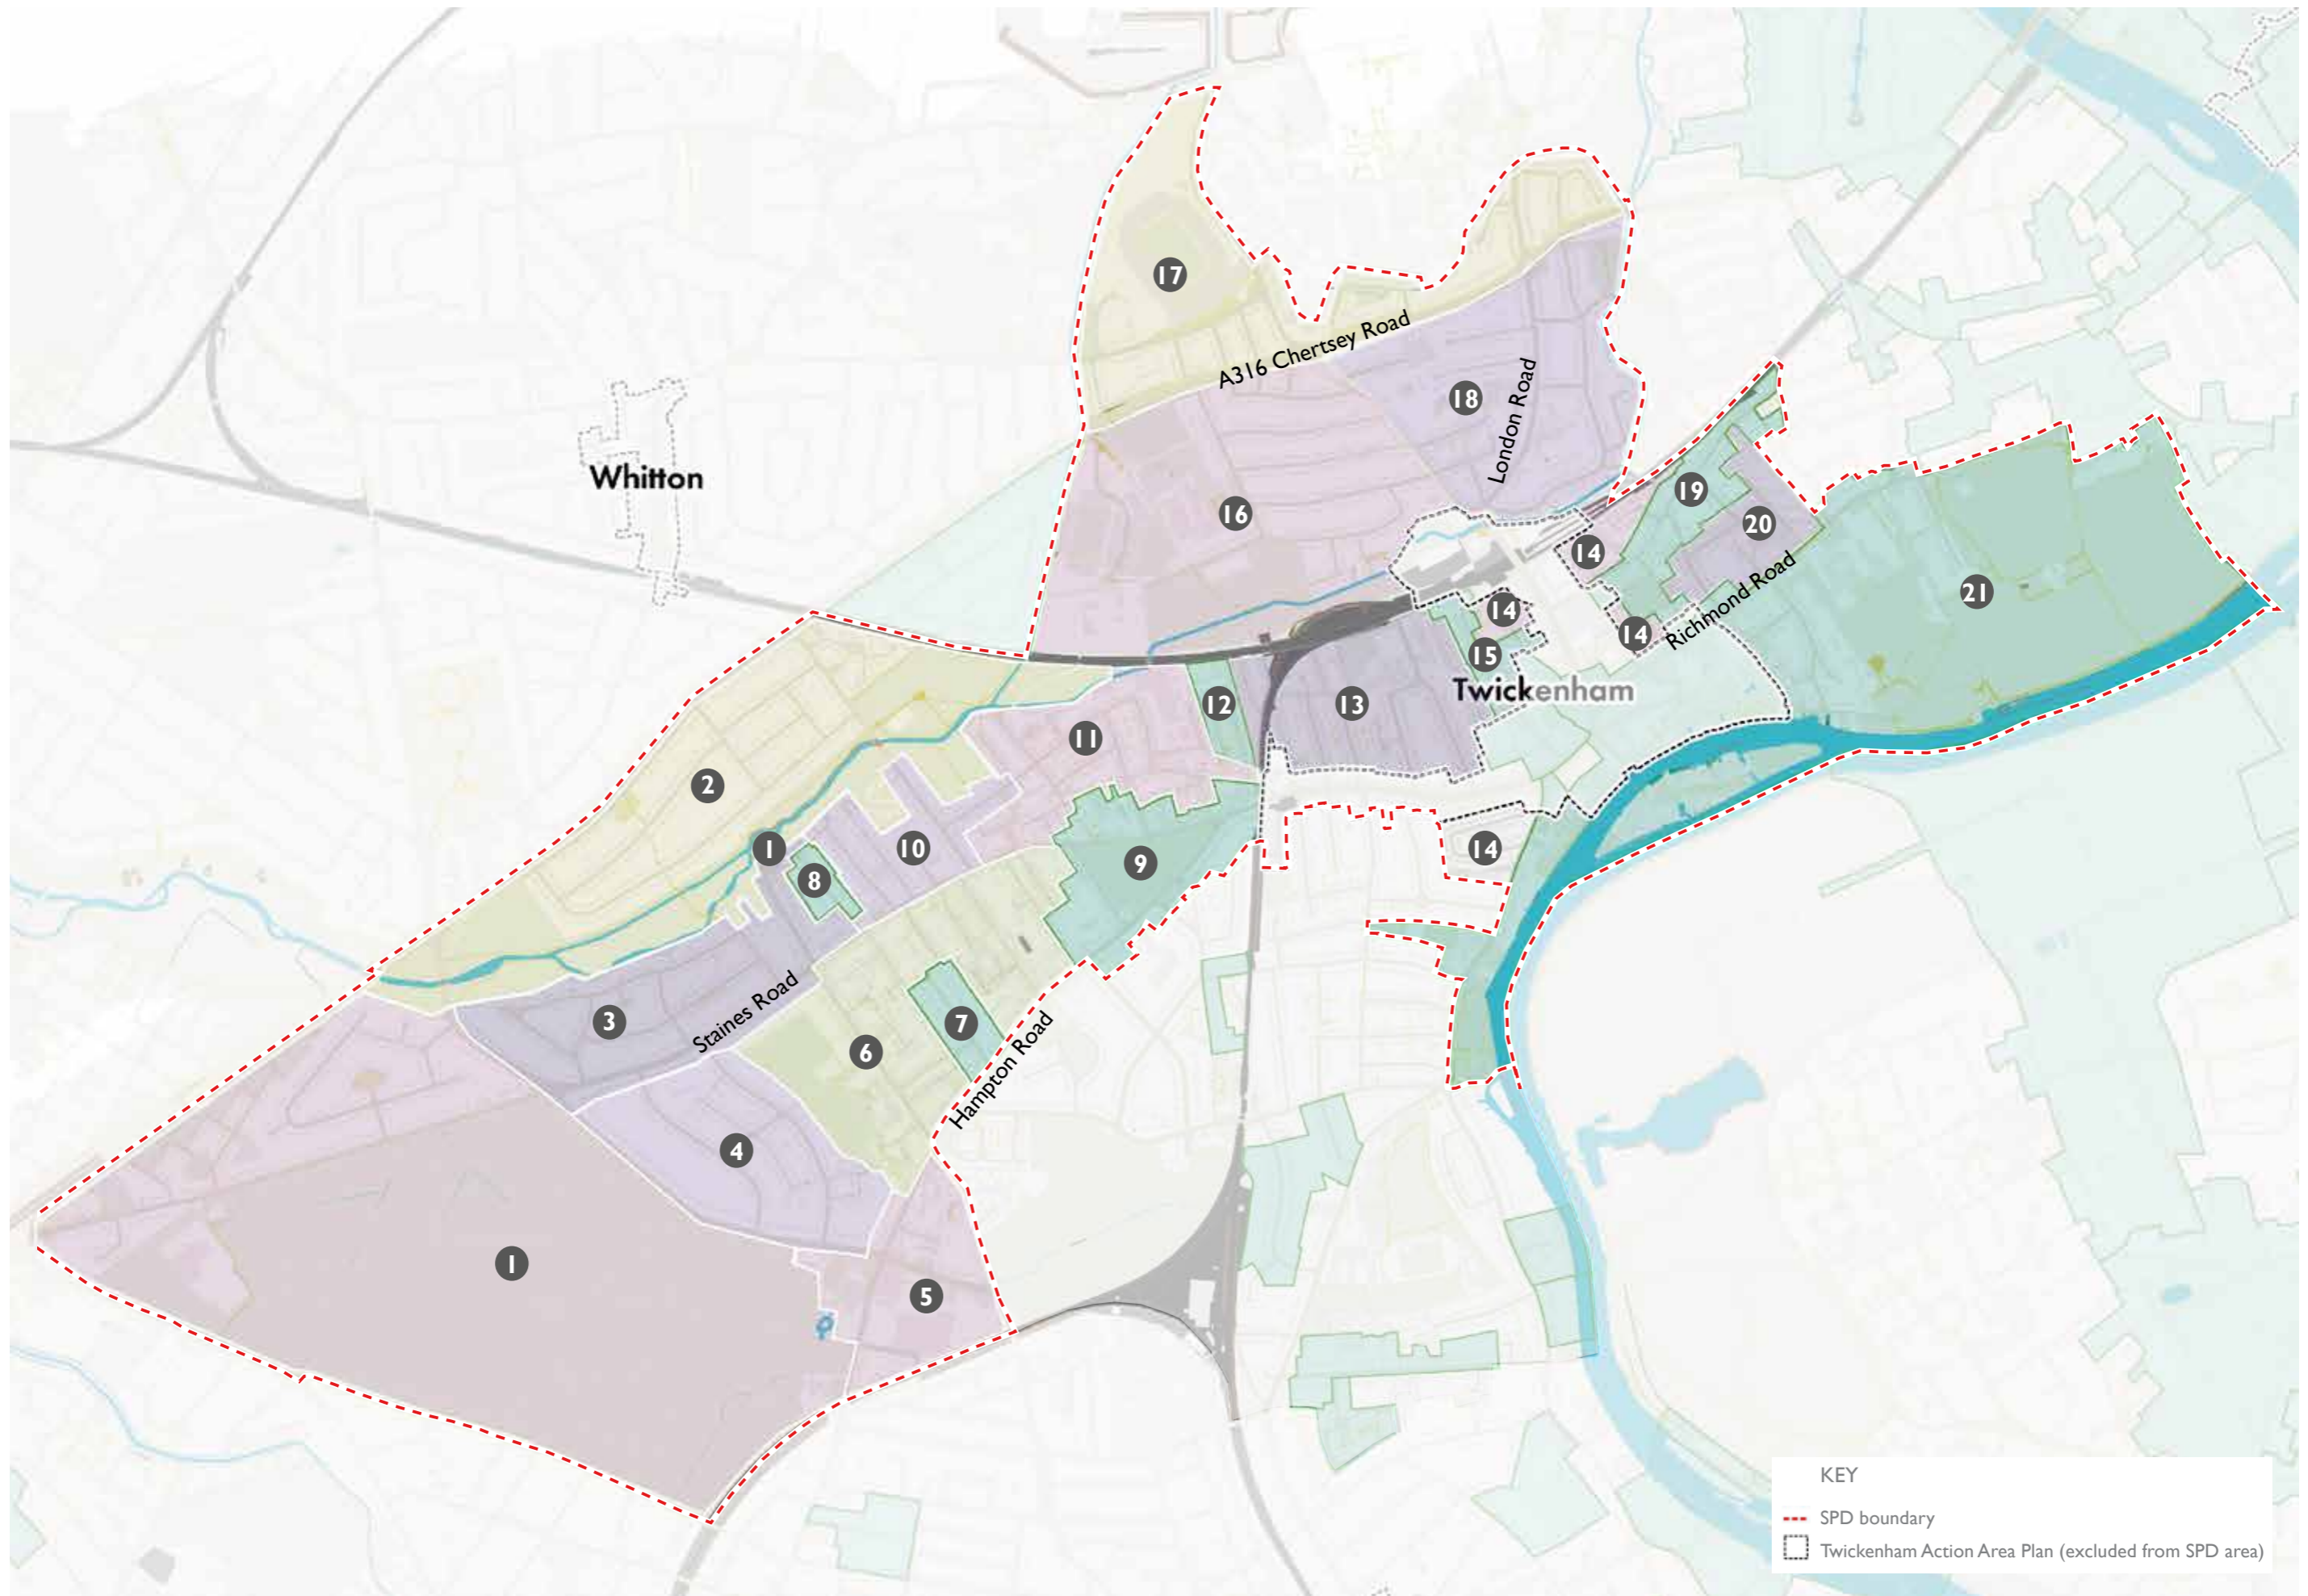 17
A316 Chertsey Road
18
London Road
Whitton
19
16
20
14
Richmond Road
21
14
14
15
Twickenham
12
13
11
2
1
10
14
8
9
3
Staines Road
7
6
Hampton Road
4
1
5
KEY
SPD boundary
Twickenham Action Area Plan (excluded from SPD area)